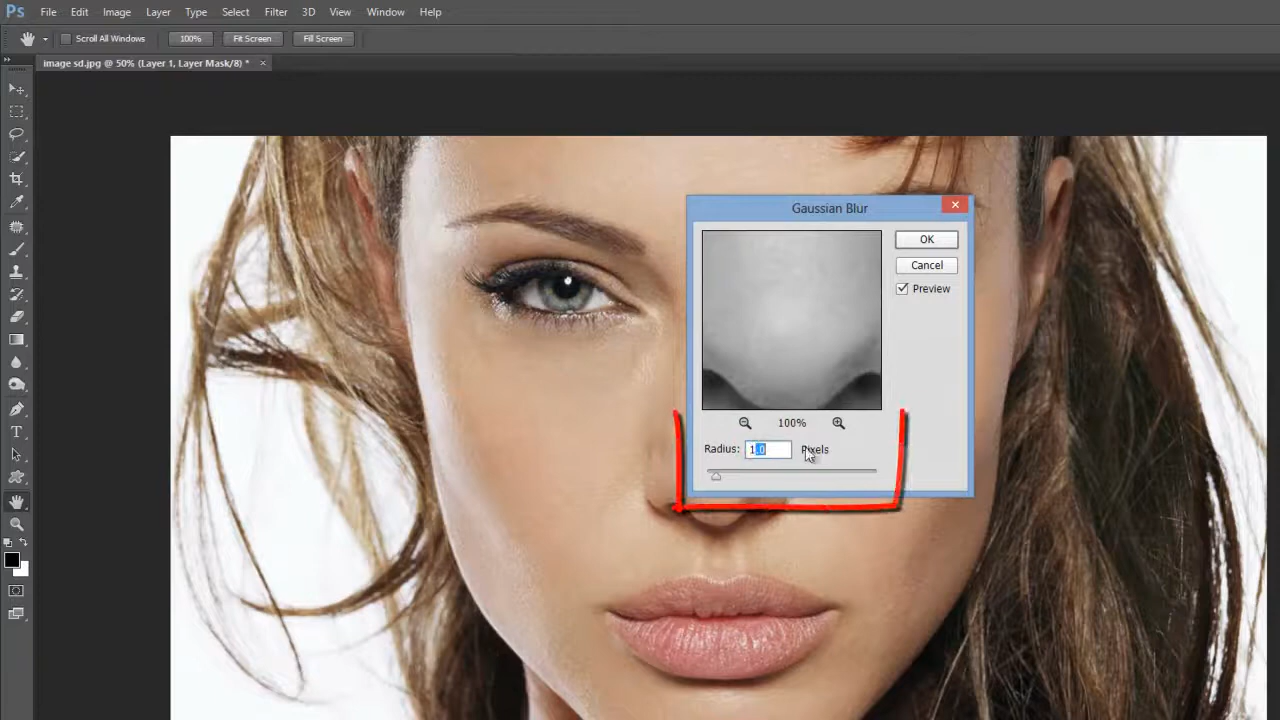 Ps File Edit Image Layer Type Select Filter 3D View Window Help
Scroll All Windows 100% Fit Screen Fill Screen
image sd.jpg @ 50% (Layer 1, Layer Mask/8) * ×
Gaussian Blur
OK
Cancel
Preview
100%
Radius: 1.0 Pixels
T